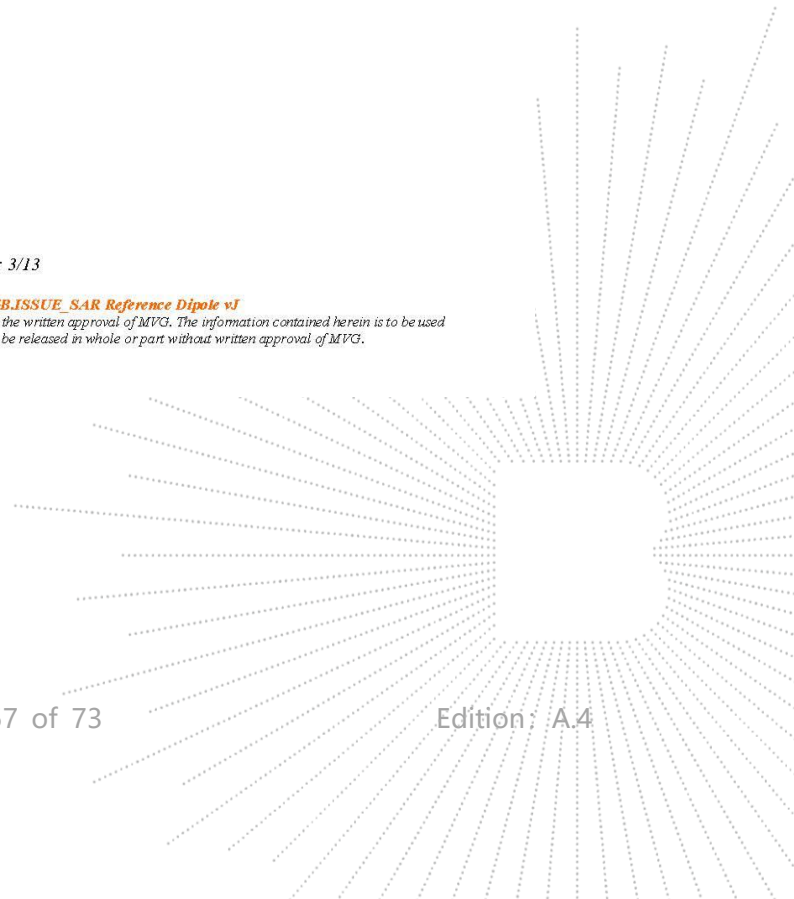 : 3/13
B.ISSUE_SAR Reference Dipole vJ
the written approval of MVG. The information contained herein is to be used
be released in whole or part without written approval of MVG.
7 of 73 Edition: A.4